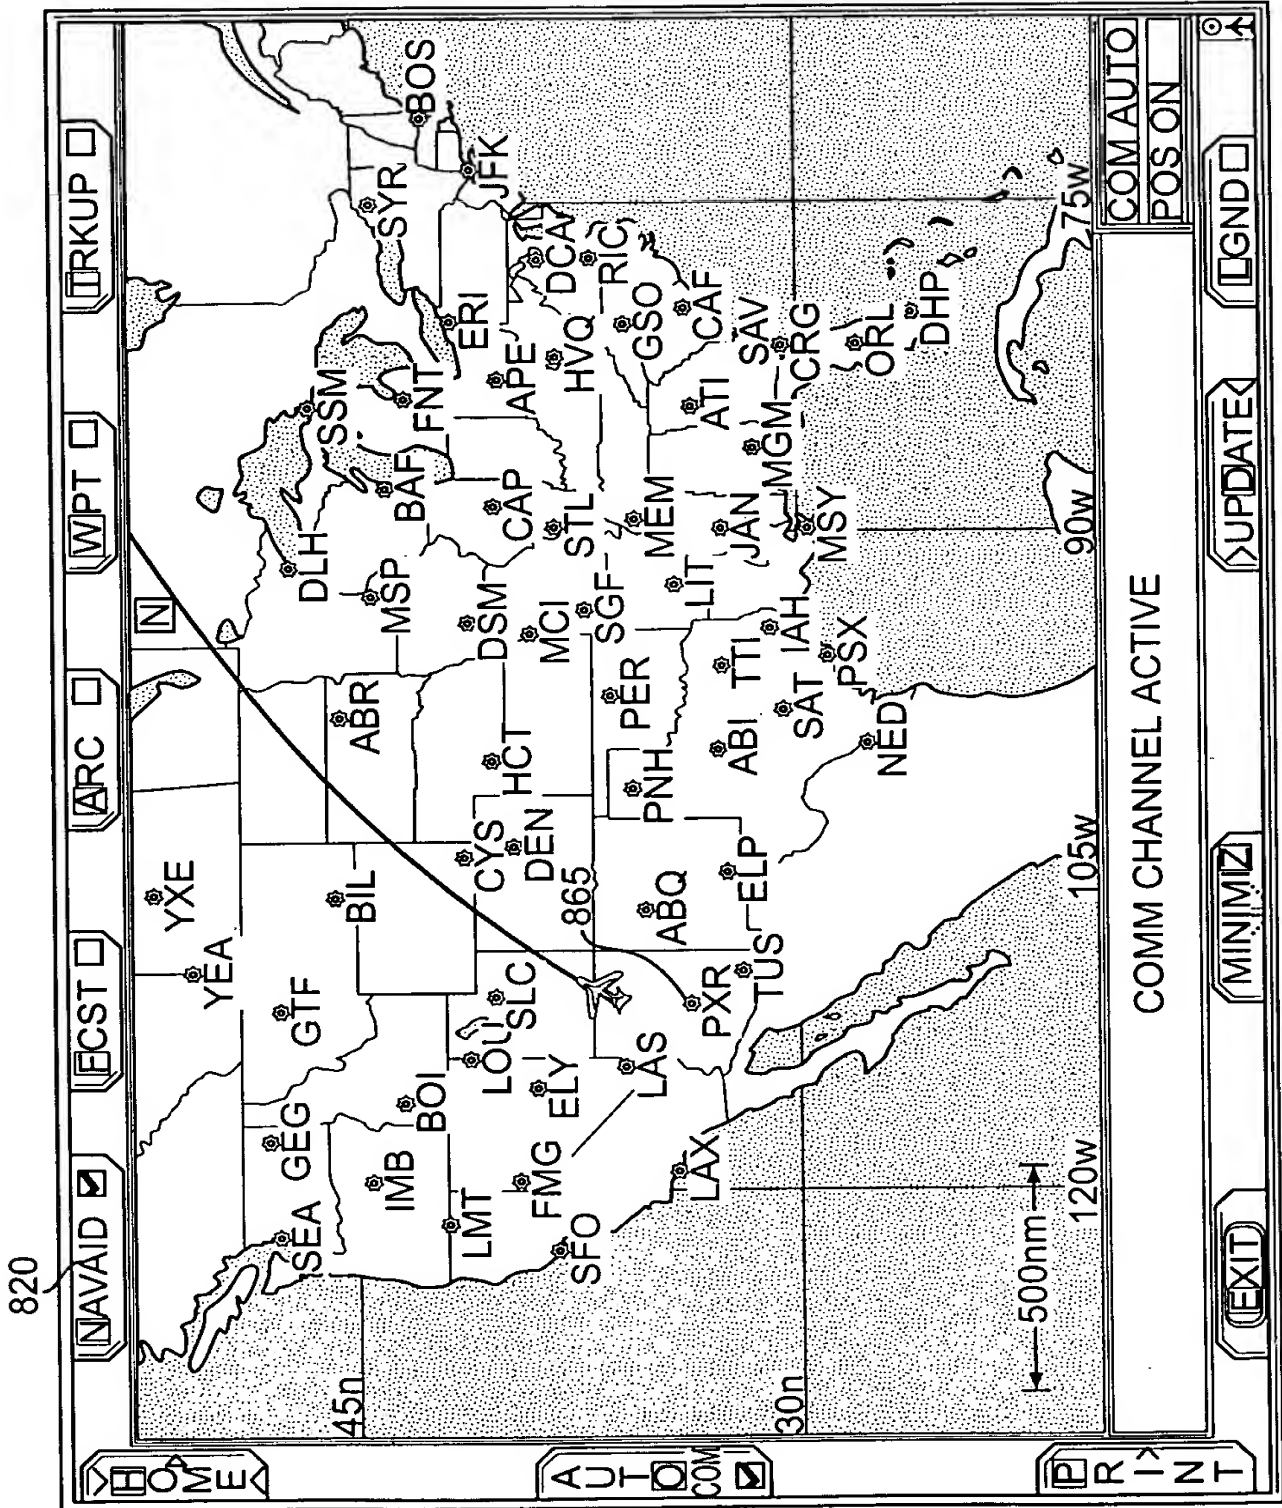 820
NAVAID
FCST
ARC
WPT
TRKUP
HOME
AUTO
COM
PRINT
N
YXE
YEA
SEA
GEG
GTF
BIL
ABR
DLH
MSP
SSM
BAF
FNT
SYR
BOS
JFK
ERI
45n
IMB
BOI
LMT
LOU
SLC
FMG
ELY
CYS
DEN
HCT
DSM
MCI
CAP
STL
APE
HVQ
DCA
RIC
SFO
LAS
865
PXR
TUS
ABQ
ELP
PNH
PER
SGF
MEM
LIT
GSO
CAF
LAX
ABI
TTI
IAH
SAT
PSX
NED
JAN
MSY
MGM
ATI
SAV
CRG
ORL
DHP
30n
500nm
120w
105w
90w
75w
COMM CHANNEL ACTIVE
COM AUTO
POS ON
EXIT
MINIMIZ
>UPDATE<
LGND